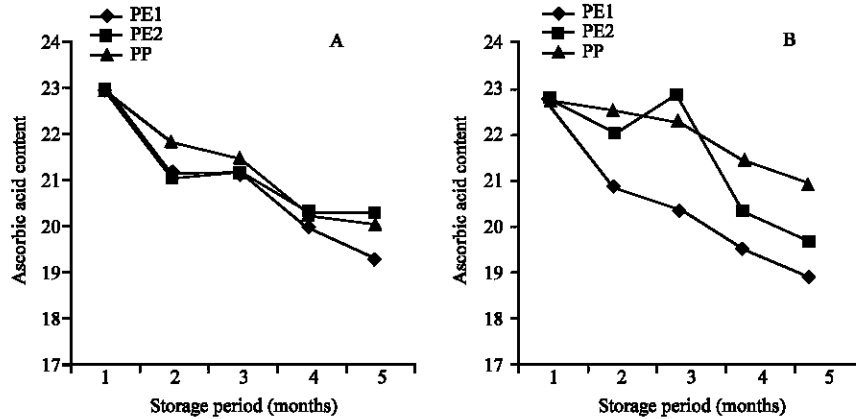 PE1
PE2
PP
A
24
23
22
21
20
19
18
17
Ascorbic acid content
1 2 3 4 5
Storage period (months)
PE1
PE2
PP
B
24
23
22
21
20
19
18
17
Ascorbic acid content
1 2 3 4 5
Storage period (months)